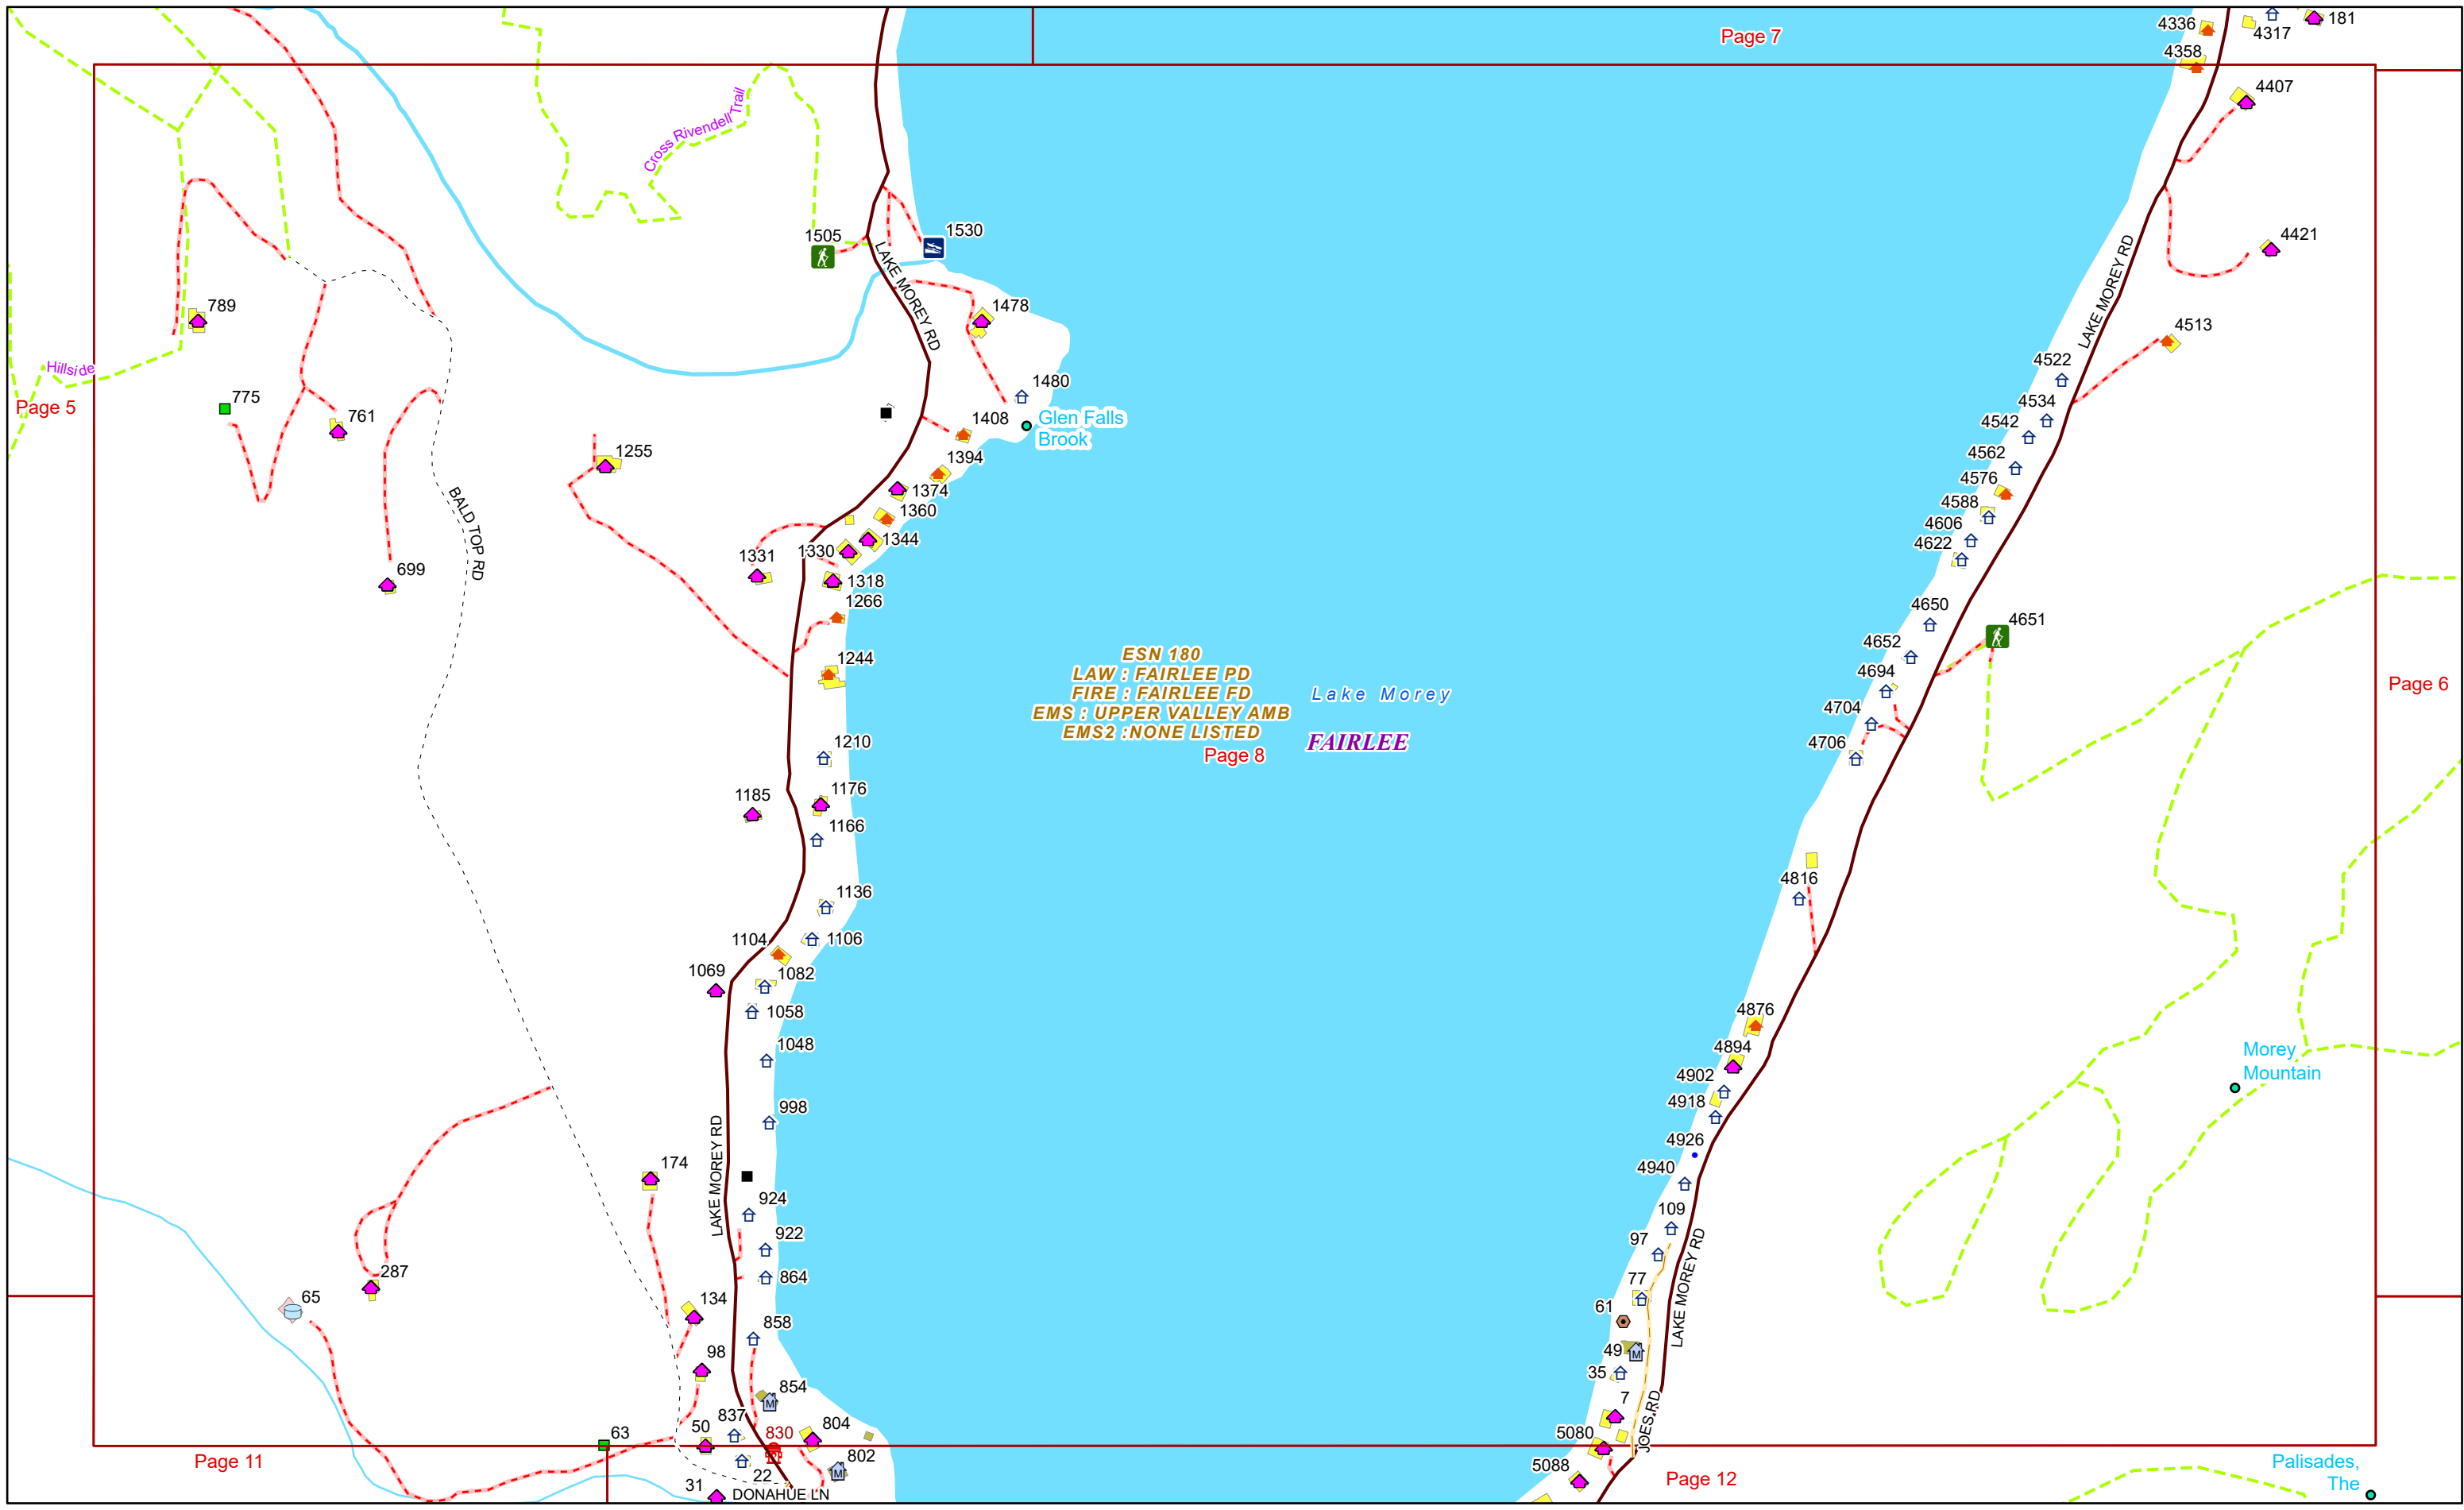 Page 7
4336
4317
181
4358
4407
Cross Rivendell Trail
1505
1530
4421
LAKE MOREY RD
LAKE MOREY RD
789
1478
4513
Hillside
4522
Page 5
775
761
1480
4534
1408
Glen Falls
Brook
4542
1255
1394
4562
1374
4576
BALD TOP RD
1360
4588
4606
1344
1330
1331
4622
699
1318
1266
4650
4651
4652
ESN 180
LAW : FAIRLEE PD
FIRE : FAIRLEE FD
EMS : UPPER VALLEY AMB
EMS2 :NONE LISTED
Lake Morey
FAIRLEE
Page 8
1244
4694
Page 6
4704
1210
4706
1185
1176
1166
4816
1136
1104
1106
1069
1082
1058
4876
1048
4894
Morey
Mountain
4902
998
4918
LAKE MOREY RD
4926
174
4940
924
109
922
97
LAKE MOREY RD
287
864
77
65
134
61
858
98
49
35
854
7
JOES RD
50
837
830
804
63
5080
Page 11
802
22
5088
Page 12
Palisades,
The
31
DONAHUE LN
M
M
M